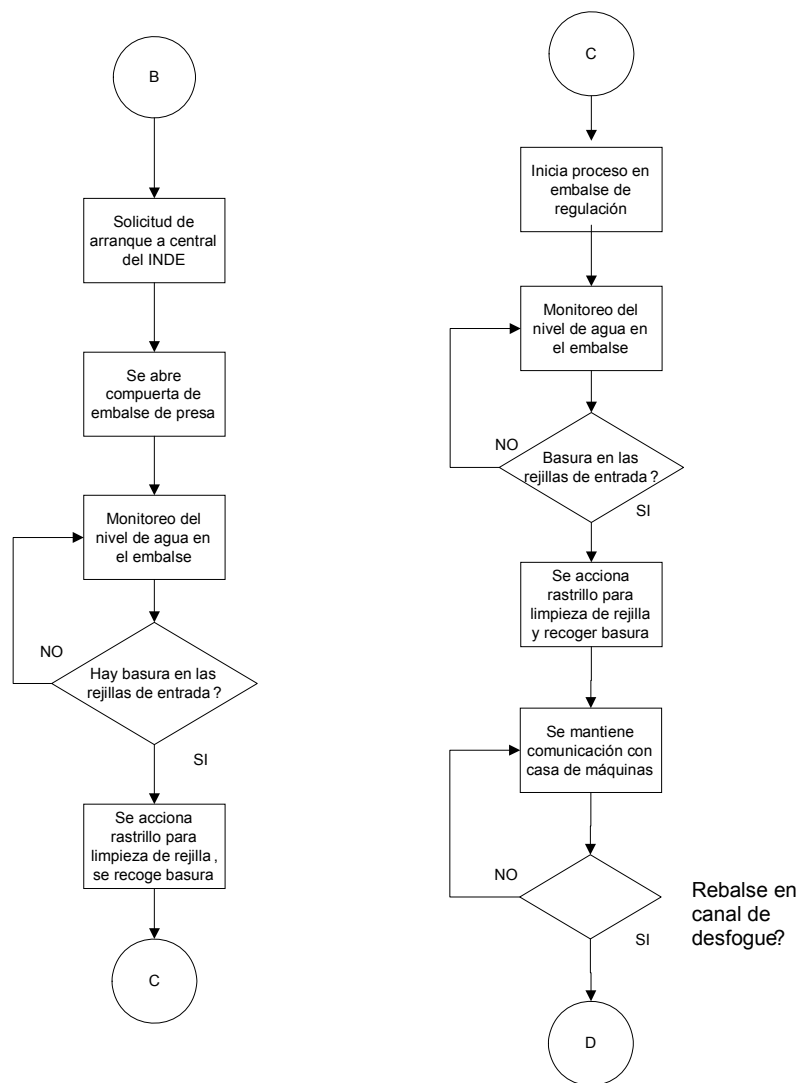 B
Solicitud de
arranque a central
del INDE
Se abre
compuerta de
embalse de presa
Monitoreo del
nivel de agua en
el embalse
NO
Hay basura en las
rejillas de entrada?
SI
Se acciona
rastrillo para
limpieza de rejilla,
se recoge basura
C
C
Inicia proceso en
embalse de
regulación
Monitoreo del
nivel de agua en
el embalse
NO
Basura en las
rejillas de entrada?
SI
Se acciona
rastrillo para
limpieza de rejilla
y recoger basura
Se mantiene
comunicación con
casa de máquinas
NO
Rebalse en
canal de
desfogue?
SI
D